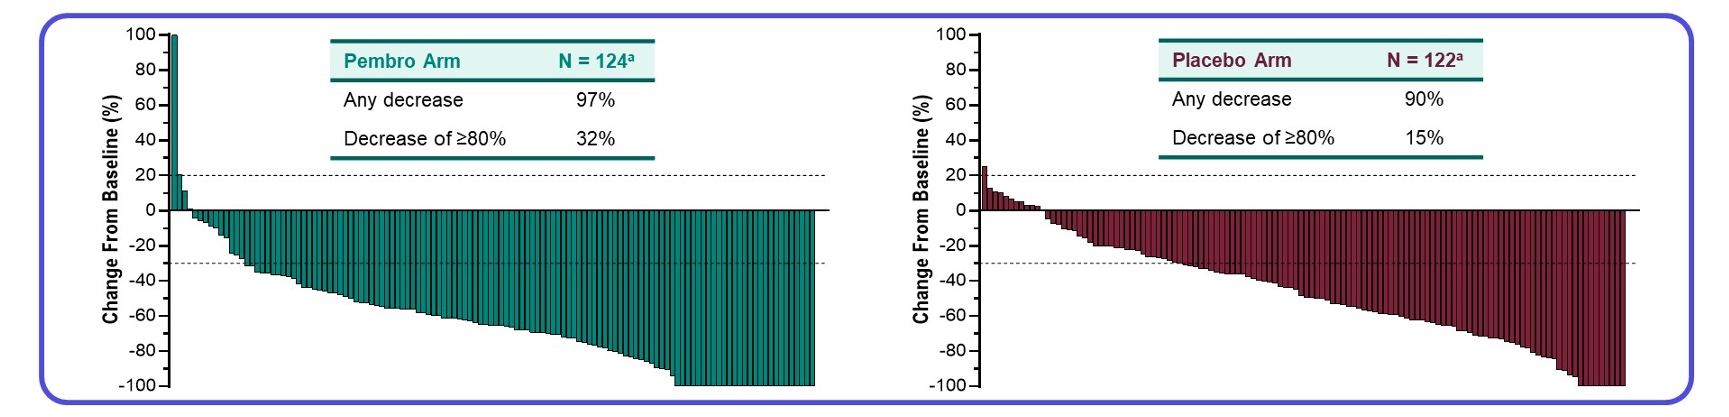 Change From Baseline (%)
100
80
60
40
20
0
-20
-40
-60
-80
-100
Pembro Arm N = 124ª
Any decrease 97%
Decrease of ≥80% 32%
Change From Baseline (%)
100
80
60
40
20
0
-20
-40
-60
-80
-100
Placebo Arm N = 122ª
Any decrease 90%
Decrease of ≥80% 15%